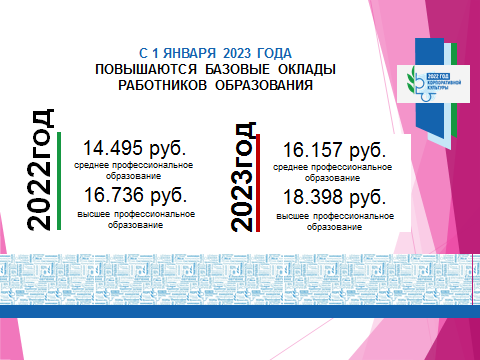 С 1 ЯНВАРЯ 2023 ГОДА
ПОВЫШАЮТСЯ БАЗОВЫЕ ОКЛАДЫ
РАБОТНИКОВ ОБРАЗОВАНИЯ
2022 ГОД
КОРПОРАТИВНОЙ
КУЛЬТУРЫ
2022год
14.495 руб.
среднее профессиональное
образование
16.736 руб.
высшее профессиональное
образование
2023год
16.157 руб.
среднее профессиональное
образование
18.398 руб.
высшее профессиональное
образование